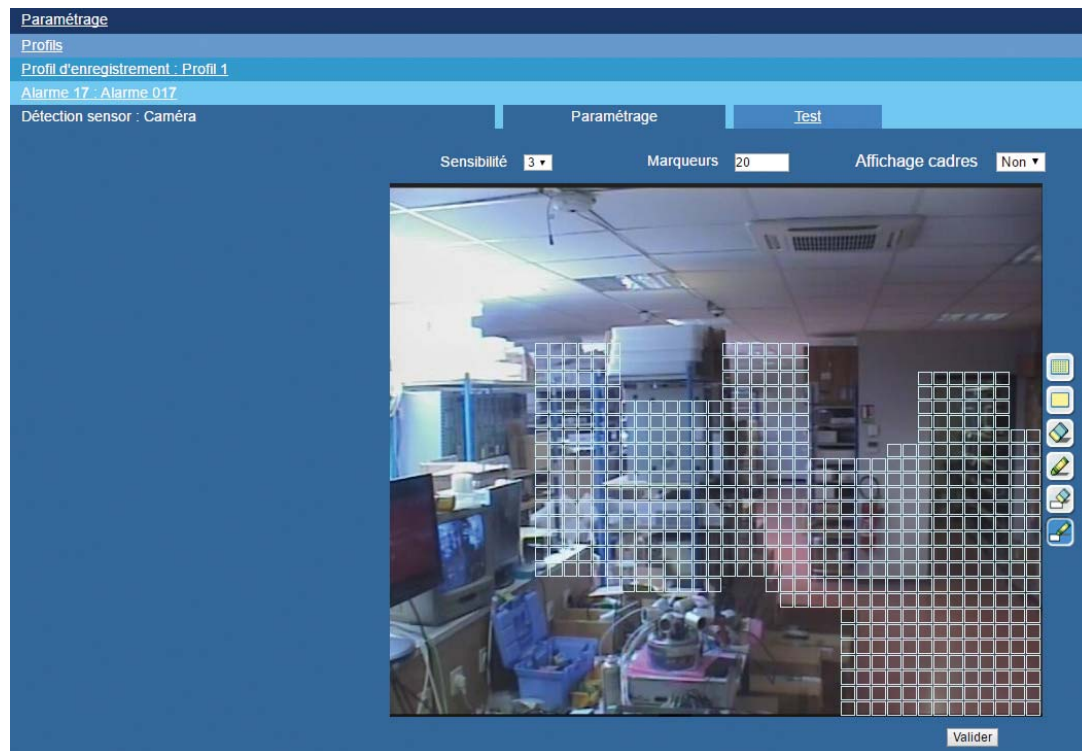 Paramétrage
Profils
Profil d'enregistrement : Profil 1
Alarme 17 : Alarme 017
Détection sensor : Caméra Paramétrage Test
Sensibilité 3 Marqueurs 20 Affichage cadres Non
Valider